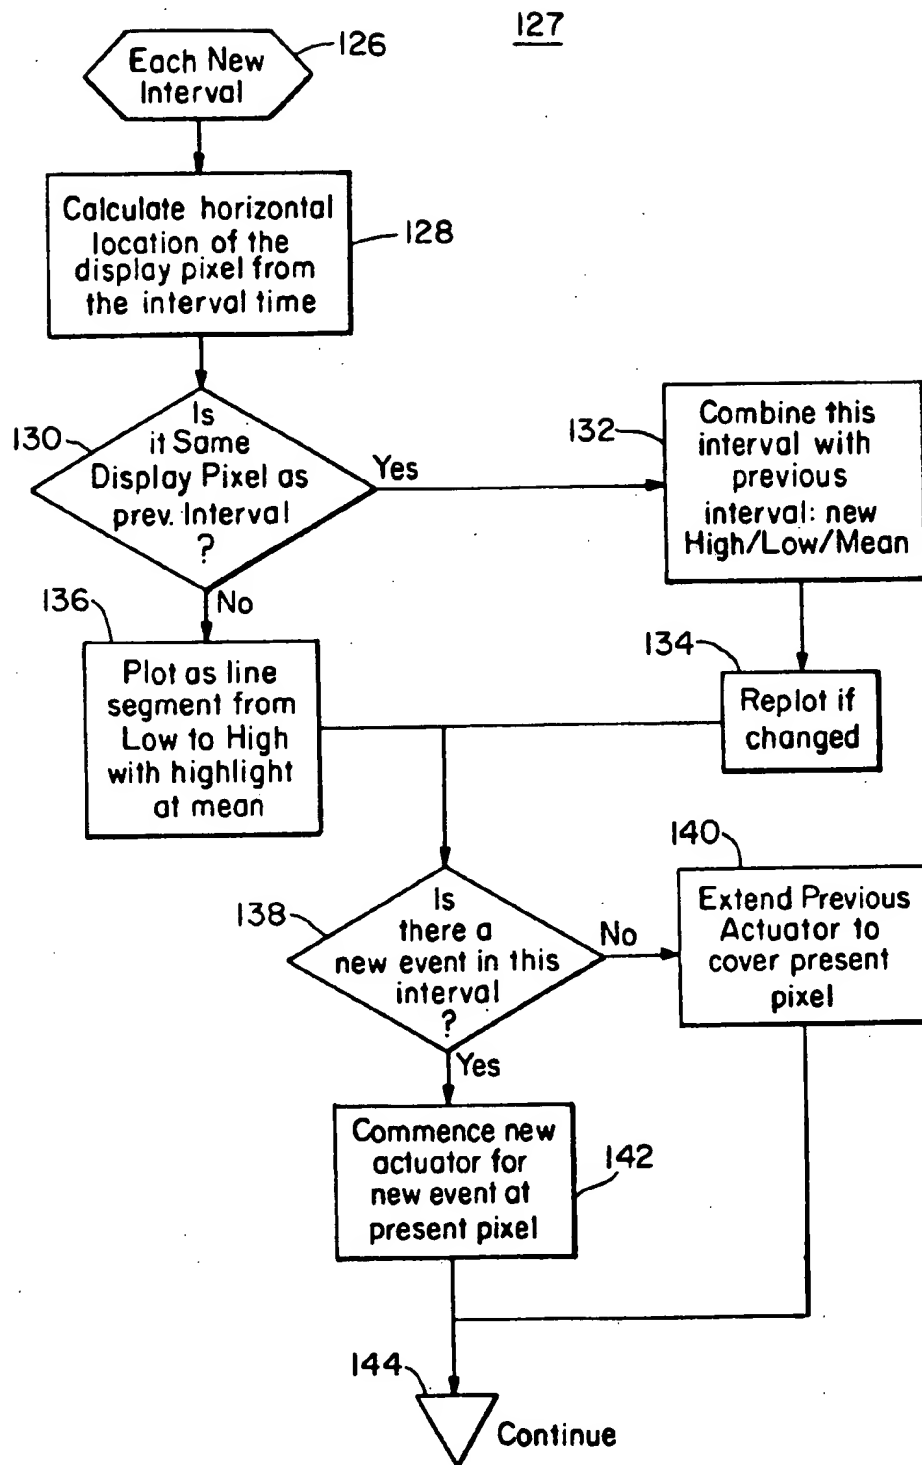 127
126
Each New
Interval
Calculate horizontal
location of the
display pixel from
the interval time
128
130
Is
it Same
Display Pixel as
prev. Interval
?
Yes
132
Combine this
interval with
previous
interval: new
High/Low/Mean
No
136
Plot as line
segment from
Low to High
with highlight
at mean
134
Replot if
changed
138
Is
there a
new event in this
interval
?
No
140
Extend Previous
Actuator to
cover present
pixel
Yes
Commence new
actuator for
new event at
present pixel
142
144
Continue